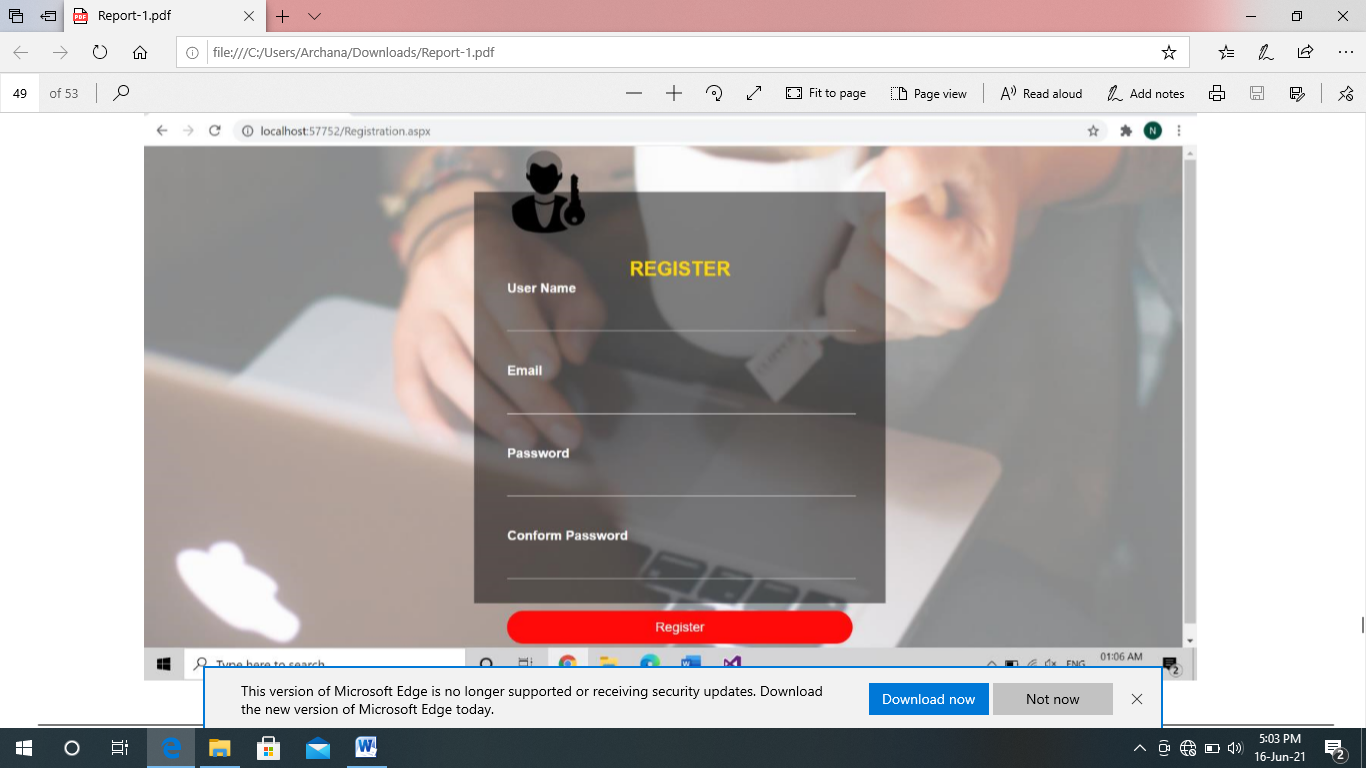 Report-1.pdf
file:///C:/Users/Archana/Downloads/Report-1.pdf
49 of 53
Fit to page
Page view
Read aloud
Add notes
localhost:57752/Registration.aspx
N
REGISTER
User Name
CLIPPER
Email
Password
Conform Password
Register
Type here to search
ENG
01:06 AM
2
This version of Microsoft Edge is no longer supported or receiving security updates. Download
the new version of Microsoft Edge today.
Download now
Not now
5:03 PM
16-Jun-21
2